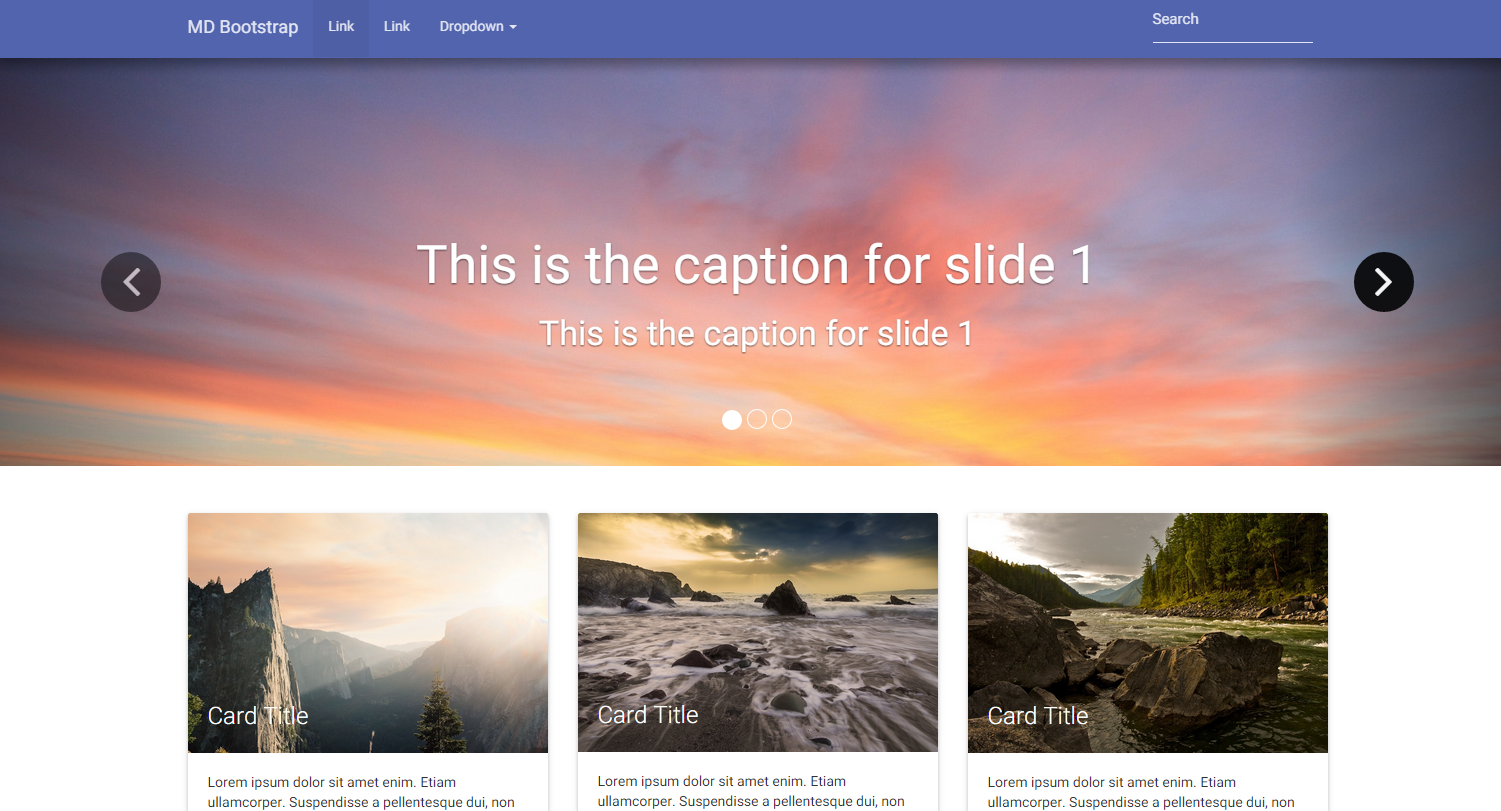 MD Bootstrap Link Link Dropdown Search
This is the caption for slide 1
This is the caption for slide 1
Card Title
Lorem ipsum dolor sit amet enim. Etiam
ullamcorper. Suspendisse a pellentesque dui, non
Card Title
Lorem ipsum dolor sit amet enim. Etiam
ullamcorper. Suspendisse a pellentesque dui, non
Card Title
Lorem ipsum dolor sit amet enim. Etiam
ullamcorper. Suspendisse a pellentesque dui, non